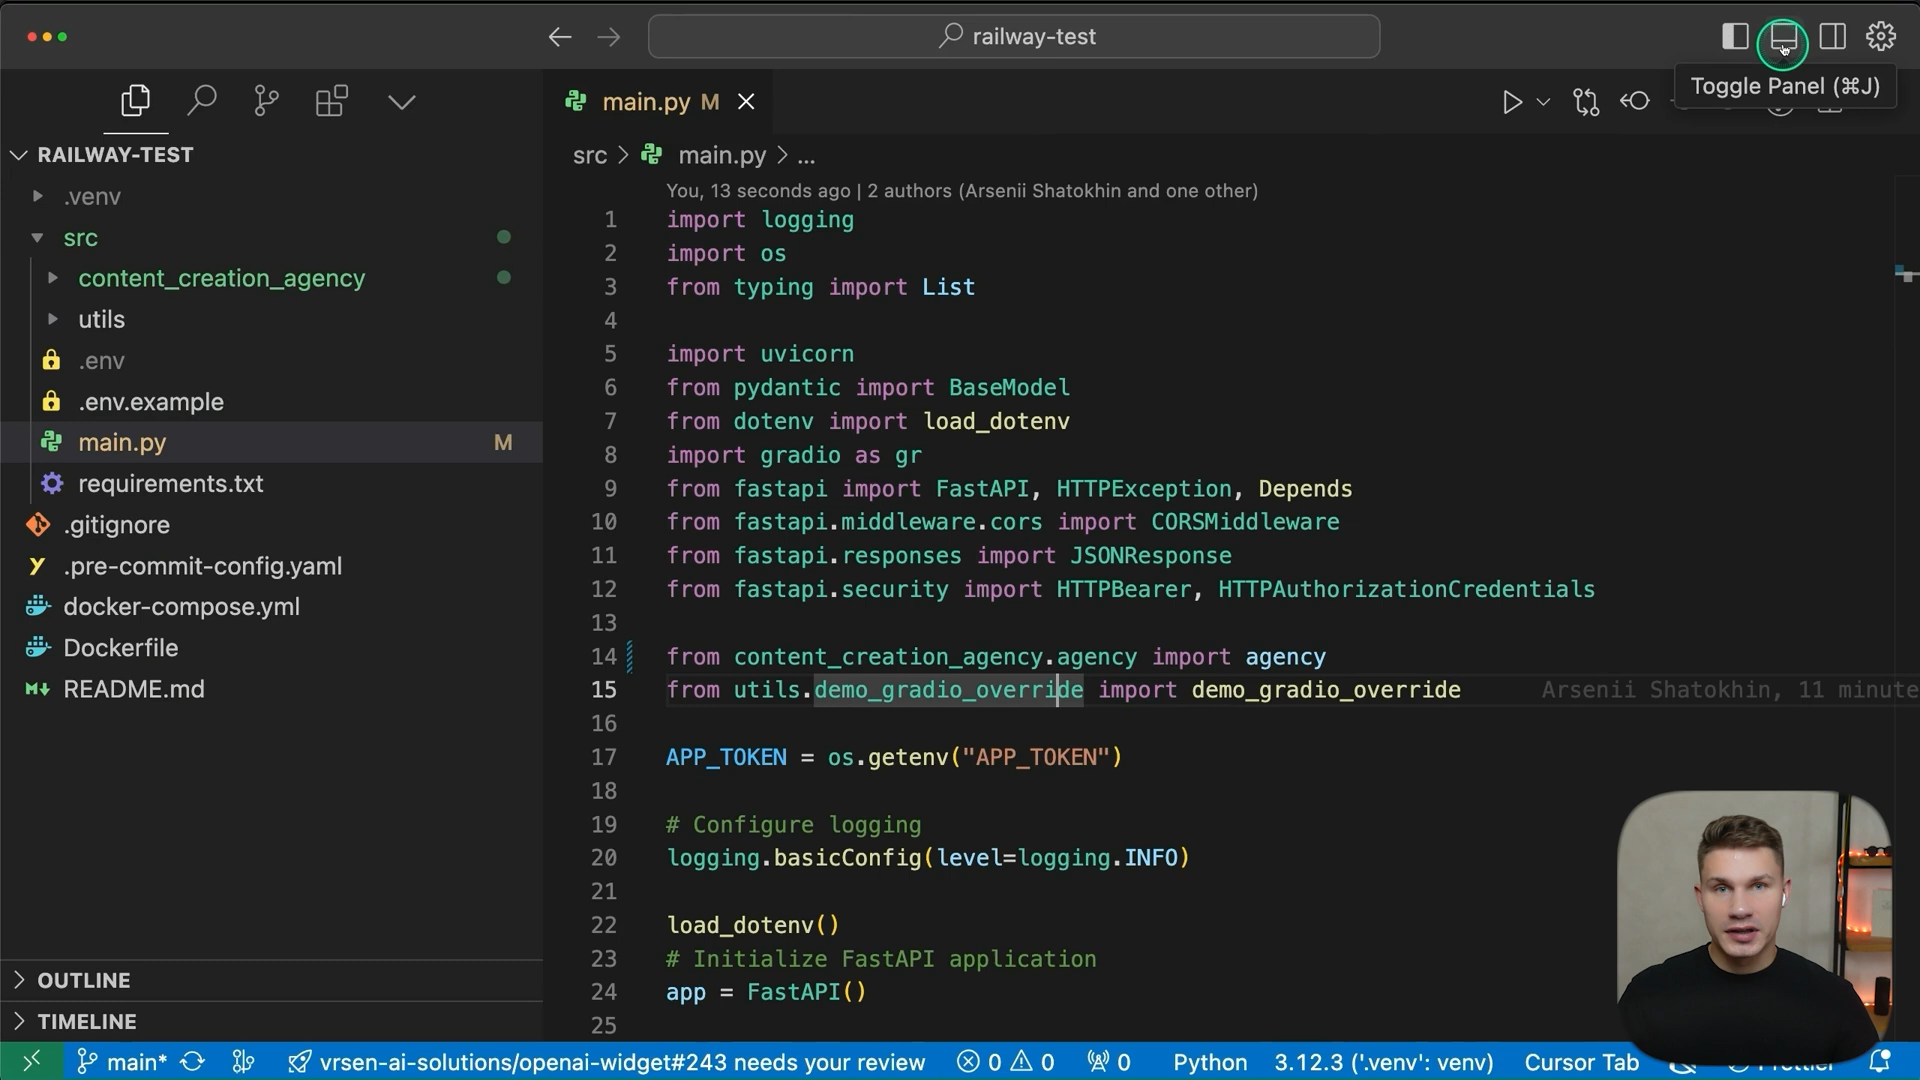 railway-test
Toggle Panel (⌘J)
main.py M
RAILWAY-TEST
src > main.py > ...
.venv
src
content_creation_agency
utils
.env
.env.example
main.py M
requirements.txt
.gitignore
.pre-commit-config.yaml
docker-compose.yml
Dockerfile
README.md
OUTLINE
TIMELINE
You, 13 seconds ago | 2 authors (Arsenii Shatokhin and one other)
1 import logging
2 import os
3 from typing import List
4
5 import uvicorn
6 from pydantic import BaseModel
7 from dotenv import load_dotenv
8 import gradio as gr
9 from fastapi import FastAPI, HTTPException, Depends
10 from fastapi.middleware.cors import CORSMiddleware
11 from fastapi.responses import JSONResponse
12 from fastapi.security import HTTPBearer, HTTPAuthorizationCredentials
13
14 from content_creation_agency.agency import agency
15 from utils.demo_gradio_override import demo_gradio_override Arsenii Shatokhin, 11 minute
16
17 APP_TOKEN = os.getenv("APP_TOKEN")
18
19 # Configure logging
20 logging.basicConfig(level=logging.INFO)
21
22 load_dotenv()
23 # Initialize FastAPI application
24 app = FastAPI()
25
main* vrsen-ai-solutions/openai-widget#243 needs your review 0 0 0 Python 3.12.3 ('.venv': venv) Cursor Tab